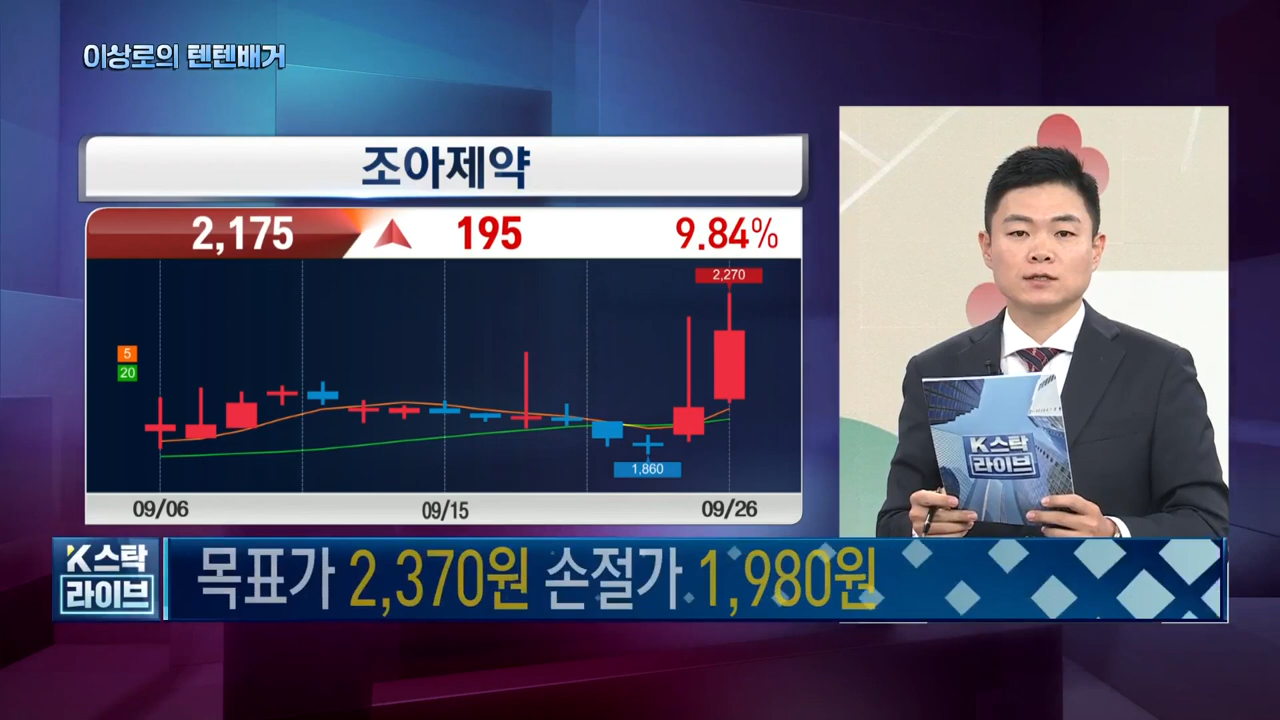 이상로의 텐텐배거
조아제약
2,175 195 9.84%
2,270
5
20
1,860
09/06 09/15 09/26
K스탁
라이브
K스탁
라이브
목표가 2,370원 손절가 1,980원